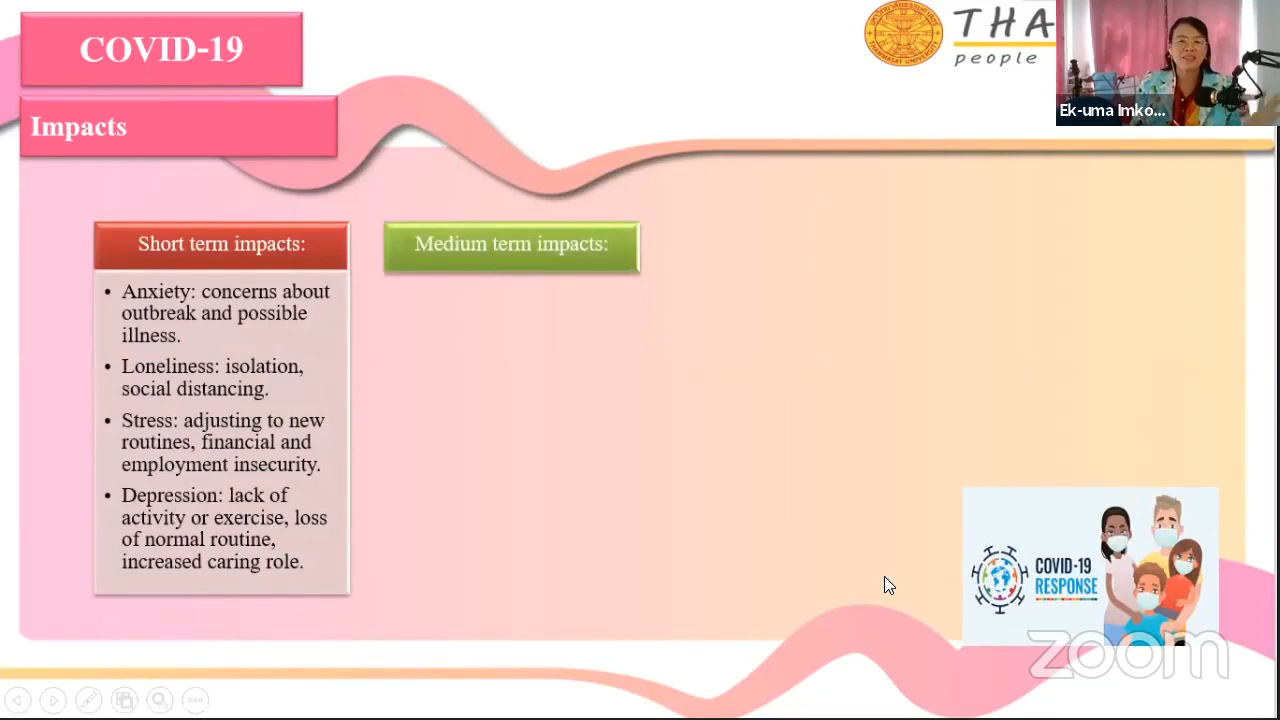 COVID-19
THA
people
Ek-uma Imko...
Impacts
Short term impacts:
• Anxiety: concerns about
outbreak and possible
illness.
• Loneliness: isolation,
social distancing.
• Stress: adjusting to new
routines, financial and
employment insecurity.
• Depression: lack of
activity or exercise, loss
of normal routine,
increased caring role.
Medium term impacts:
COVID-19
RESPONSE
zoom